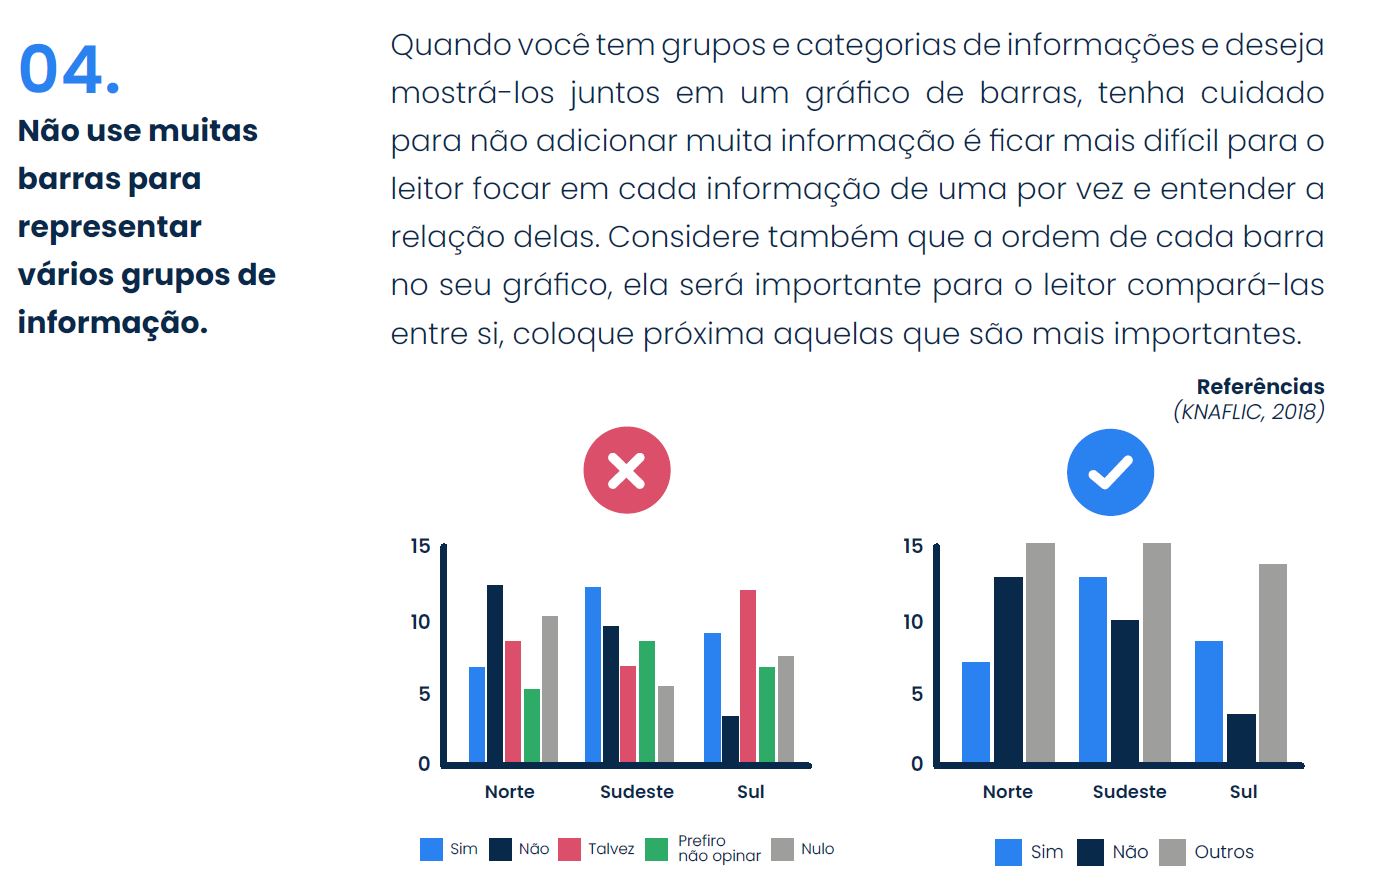 04.
Não use muitas
barras para
representar
vários grupos de
informação.
Quando você tem grupos e categorias de informações e deseja
mostrá-los juntos em um gráfico de barras, tenha cuidado
para não adicionar muita informação é ficar mais difícil para o
leitor focar em cada informação de uma por vez e entender a
relação delas. Considere também que a ordem de cada barra
no seu gráfico, ela será importante para o leitor compará-las
entre si, coloque próxima aquelas que são mais importantes.
Referências
(KNAFLIC, 2018)
15
10
5
0
Norte Sudeste Sul
Sim Não Talvez Prefiro
não opinar Nulo
15
10
5
0
Norte Sudeste Sul
Sim Não Outros